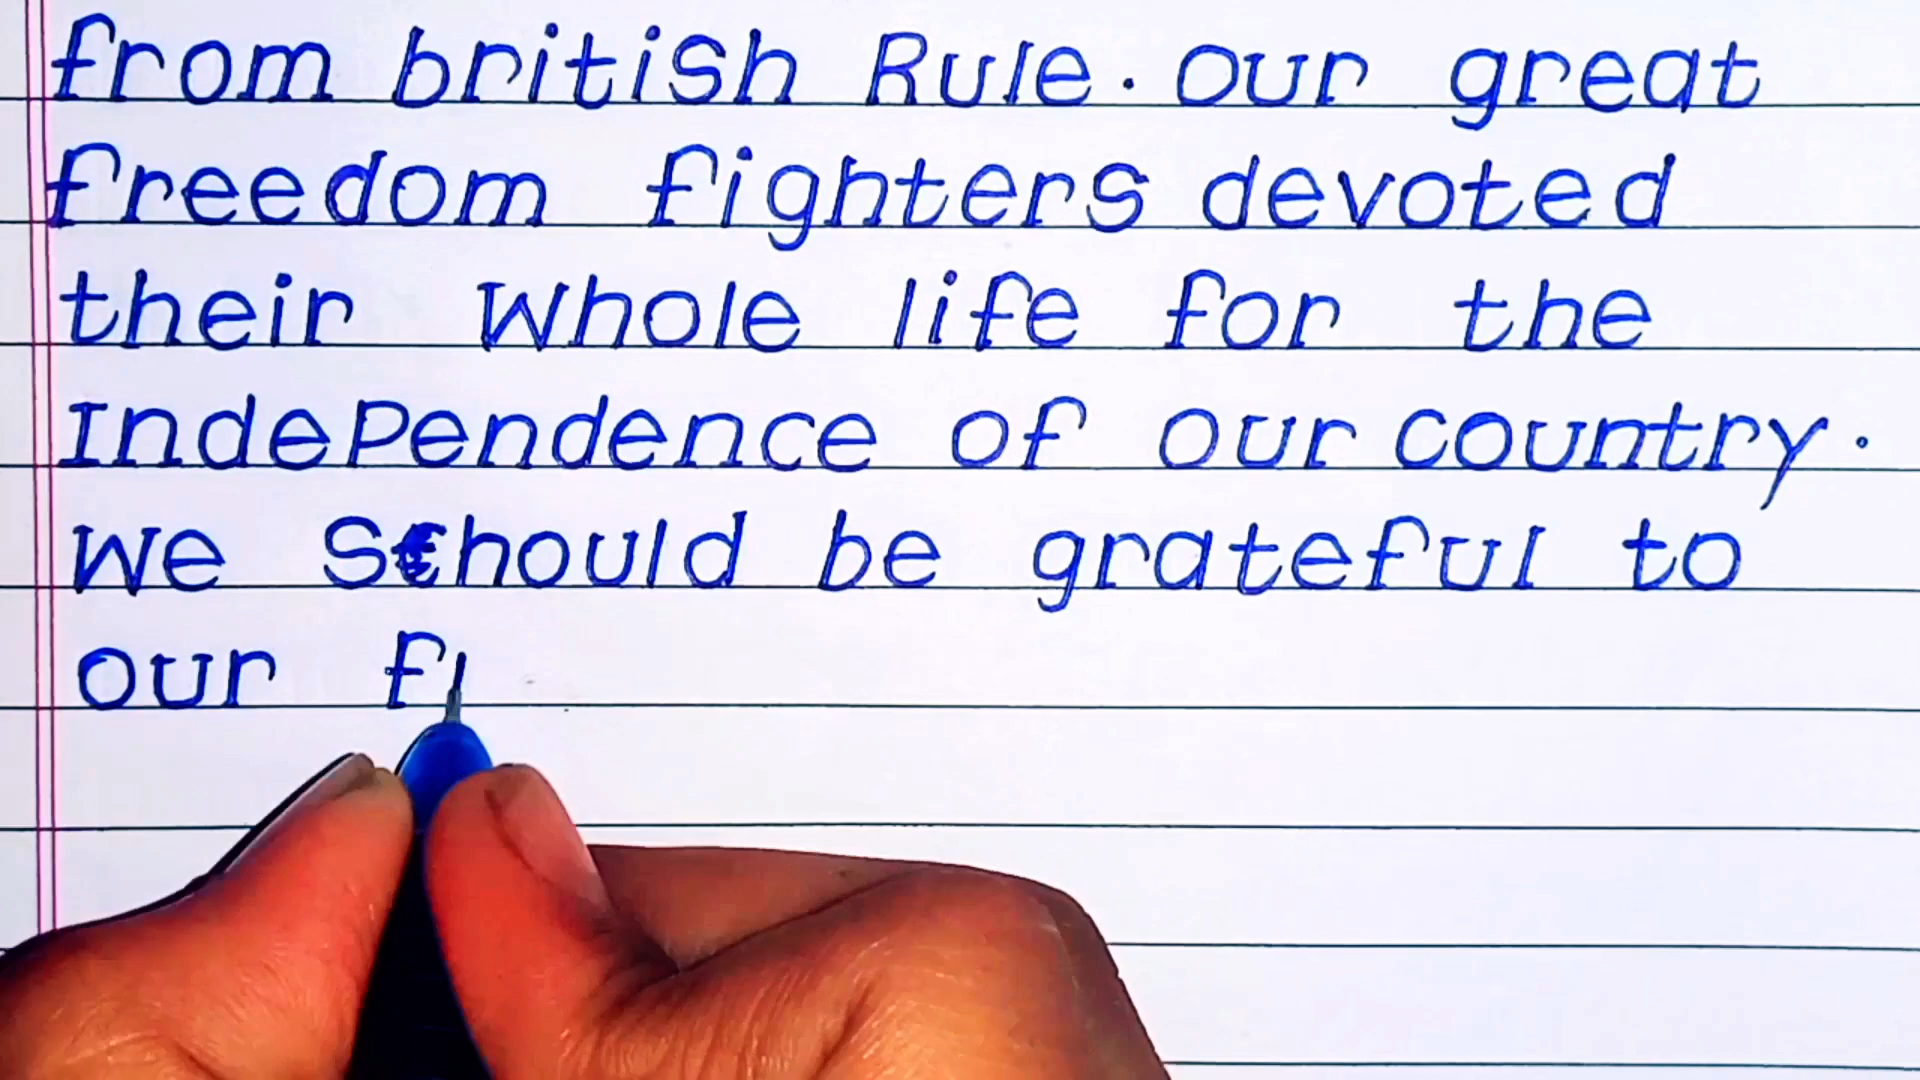 from british Rule. our great
freedom fighters devoted
their whole life for the
IndePendence of our country.
we should be grateful to
our